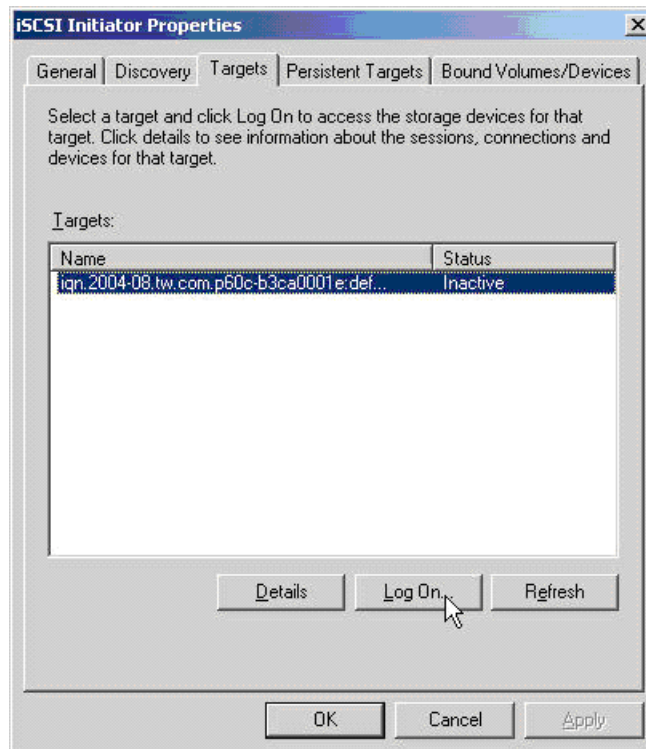 iSCSI Initiator Properties
General Discovery Targets Persistent Targets Bound Volumes/Devices
Select a target and click Log On to access the storage devices for that
target. Click details to see information about the sessions, connections and
devices for that target.
Targets:
Name Status
iqn.2004-08.tw.com.p60c-b3ca0001e:def... Inactive
Details Log On... Refresh
OK Cancel Apply